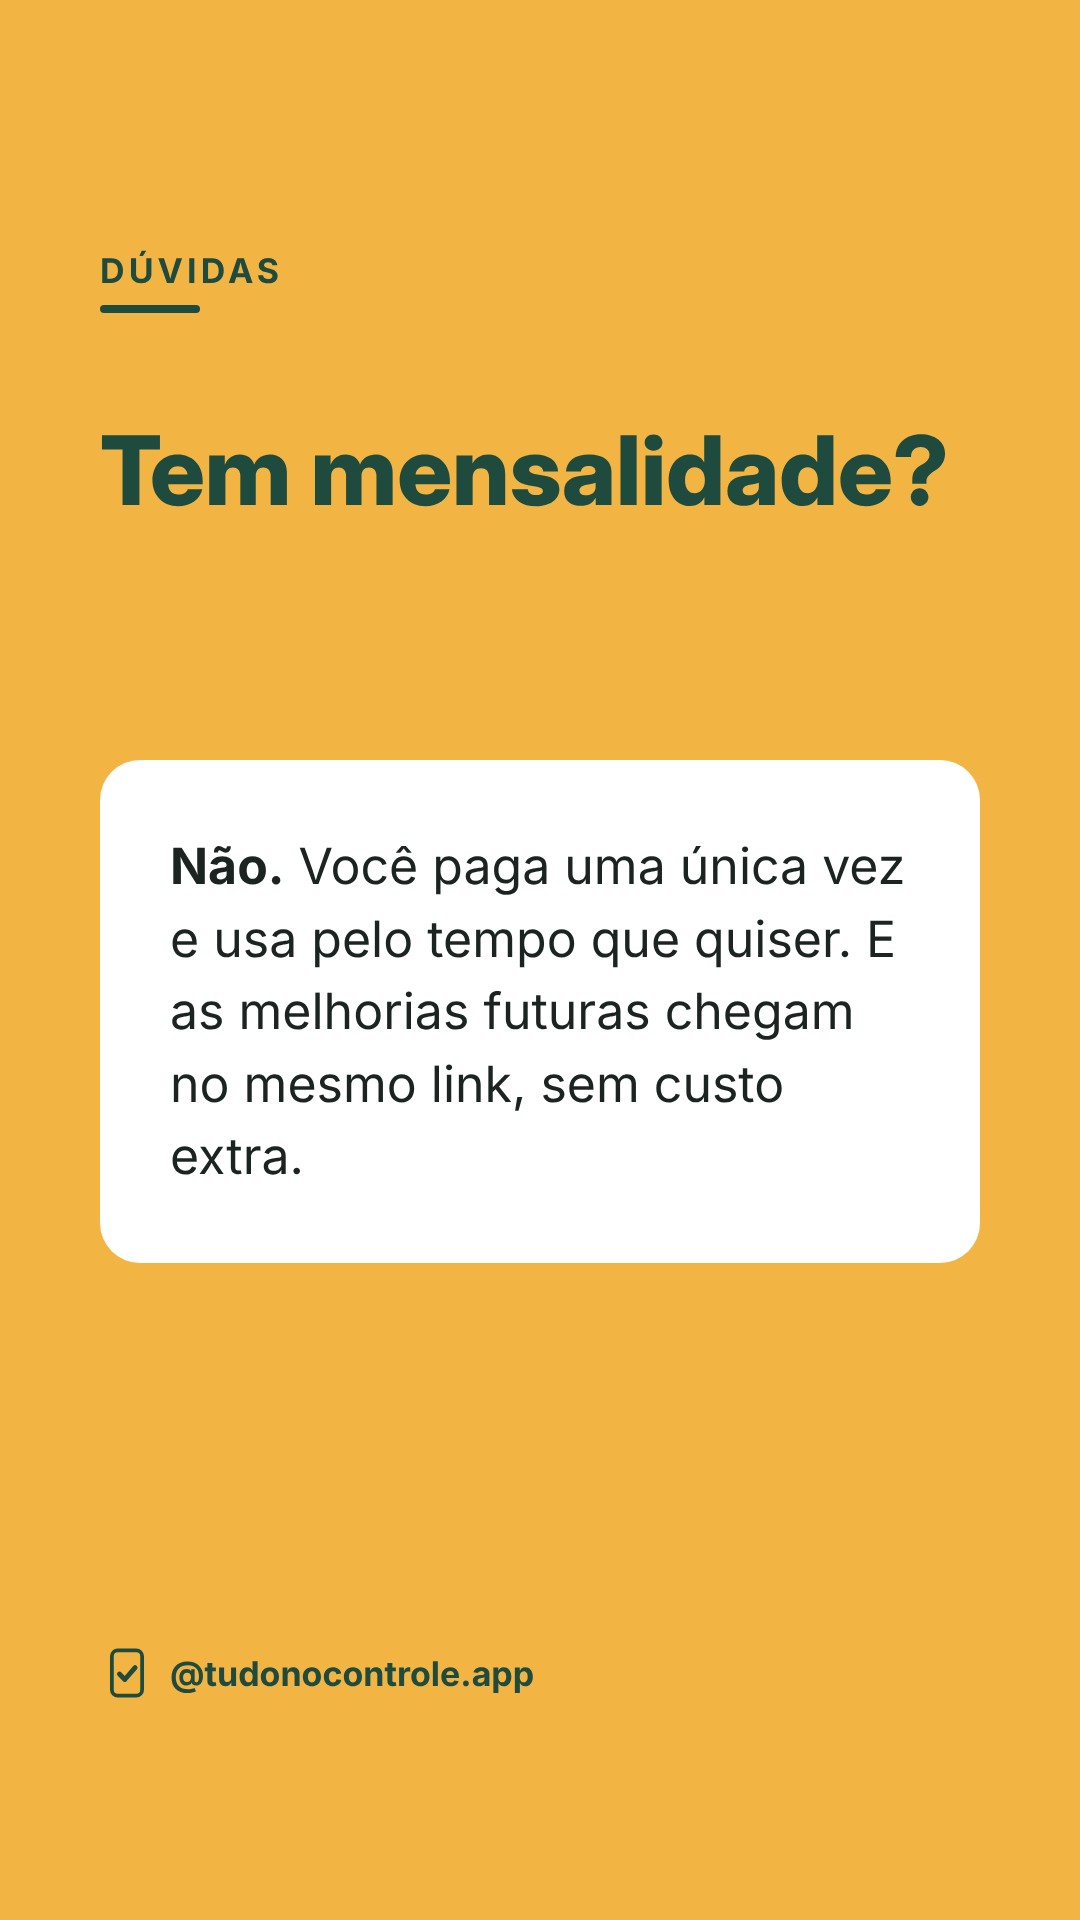 DÚVIDAS
Tem mensalidade?
Não. Você paga uma única vez
e usa pelo tempo que quiser. E
as melhorias futuras chegam
no mesmo link, sem custo
extra.
@tudonocontrole.app